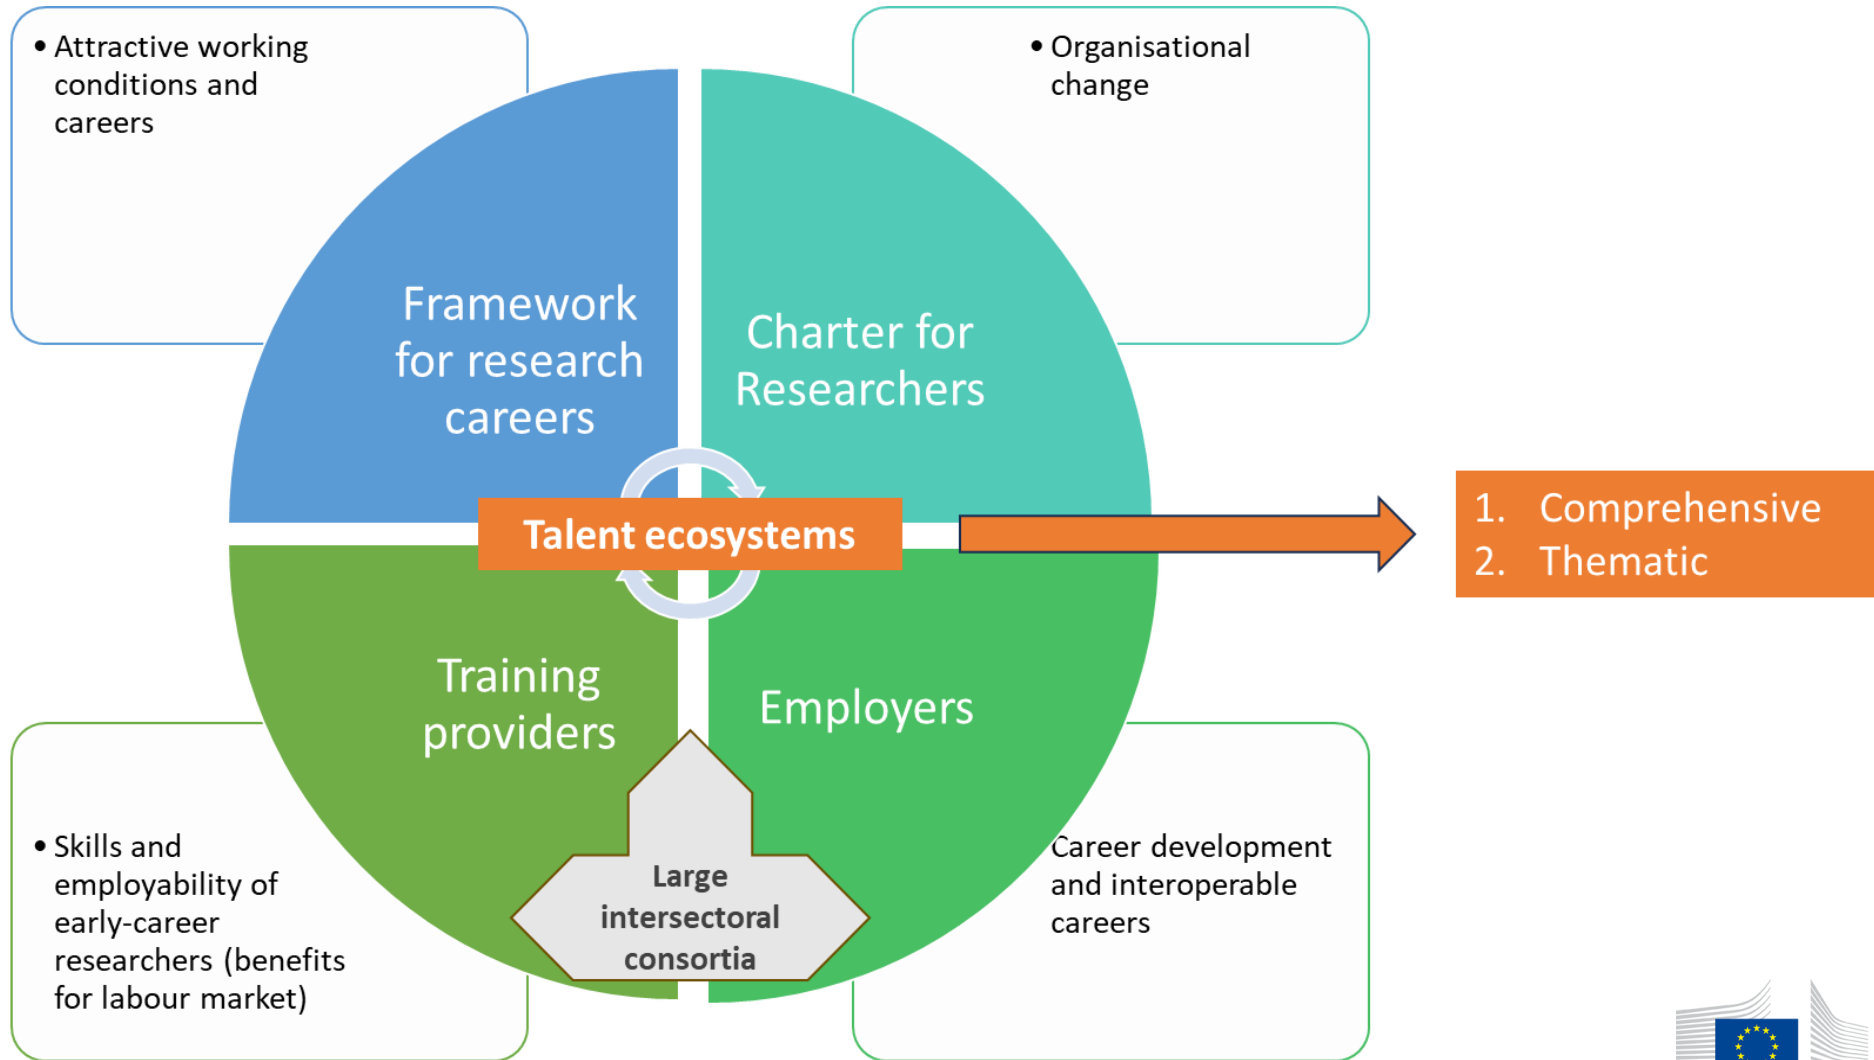 • Attractive working
conditions and
careers
• Organisational
change
Framework
for research
careers
Charter for
Researchers
Talent ecosystems
1. Comprehensive
2. Thematic
Training
providers
Employers
Large
intersectoral
consortia
• Skills and
employability of
early-career
researchers (benefits
for labour market)
Career development
and interoperable
careers